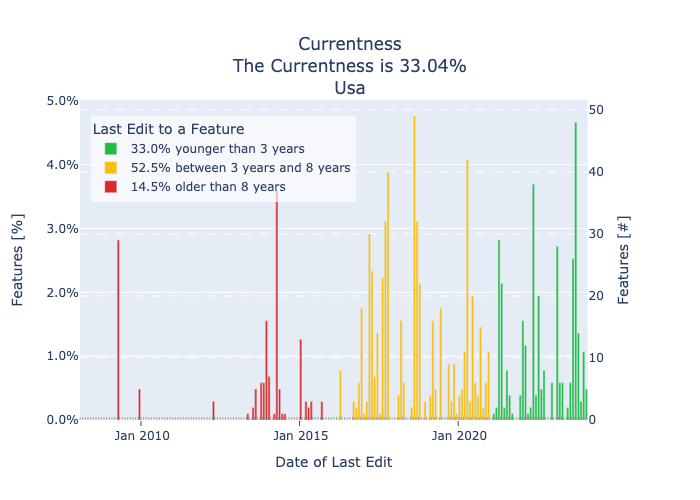 Currentness
The Currentness is 33.04%
Usa
Last Edit to a Feature
33.0% younger than 3 years
52.5% between 3 years and 8 years
14.5% older than 8 years
5.0%
4.0%
3.0%
2.0%
1.0%
0.0%
Features [%]
50
40
30
20
10
0
Features [#]
Jan 2010
Jan 2015
Jan 2020
Date of Last Edit